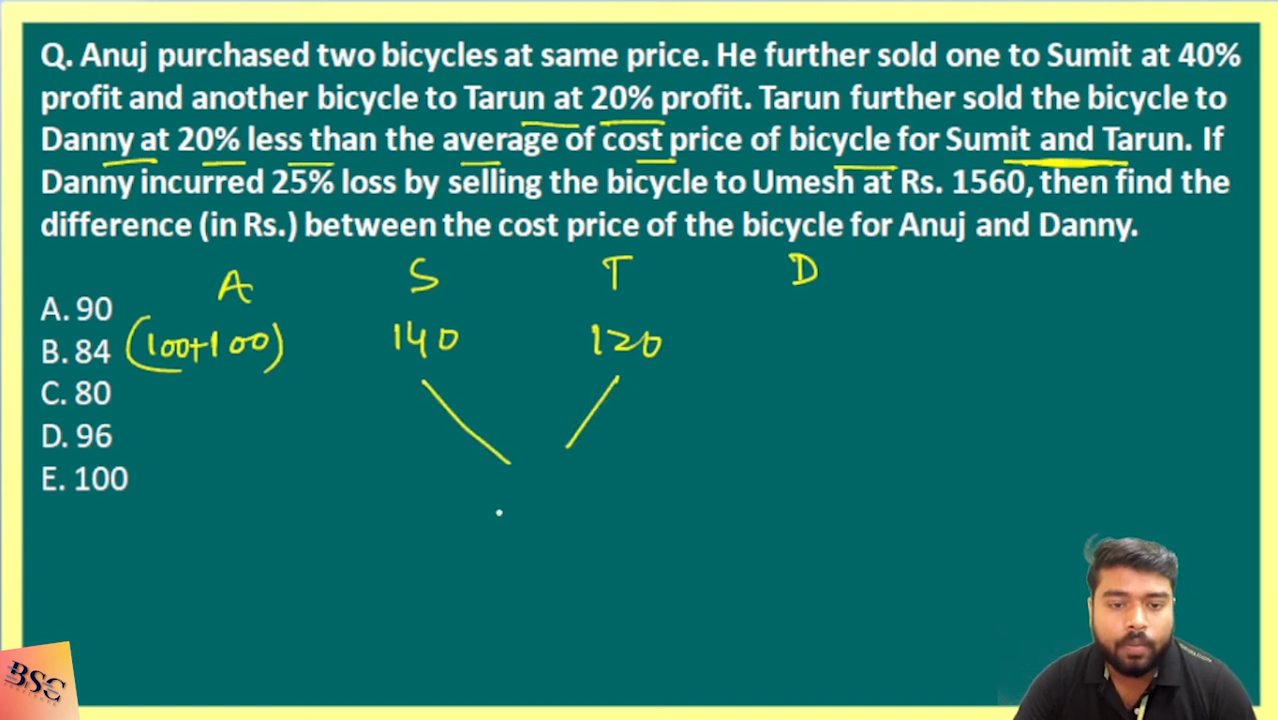 Q. Anuj purchased two bicycles at same price. He further sold one to Sumit at 40%
profit and another bicycle to Tarun at 20% profit. Tarun further sold the bicycle to
Danny at 20% less than the average of cost price of bicycle for Sumit and Tarun. If
Danny incurred 25% loss by selling the bicycle to Umesh at Rs. 1560, then find the
difference (in Rs.) between the cost price of the bicycle for Anuj and Danny.
A S T D
A. 90
(100+100) 140 120
B. 84
C. 80
D. 96
E. 100
BSC